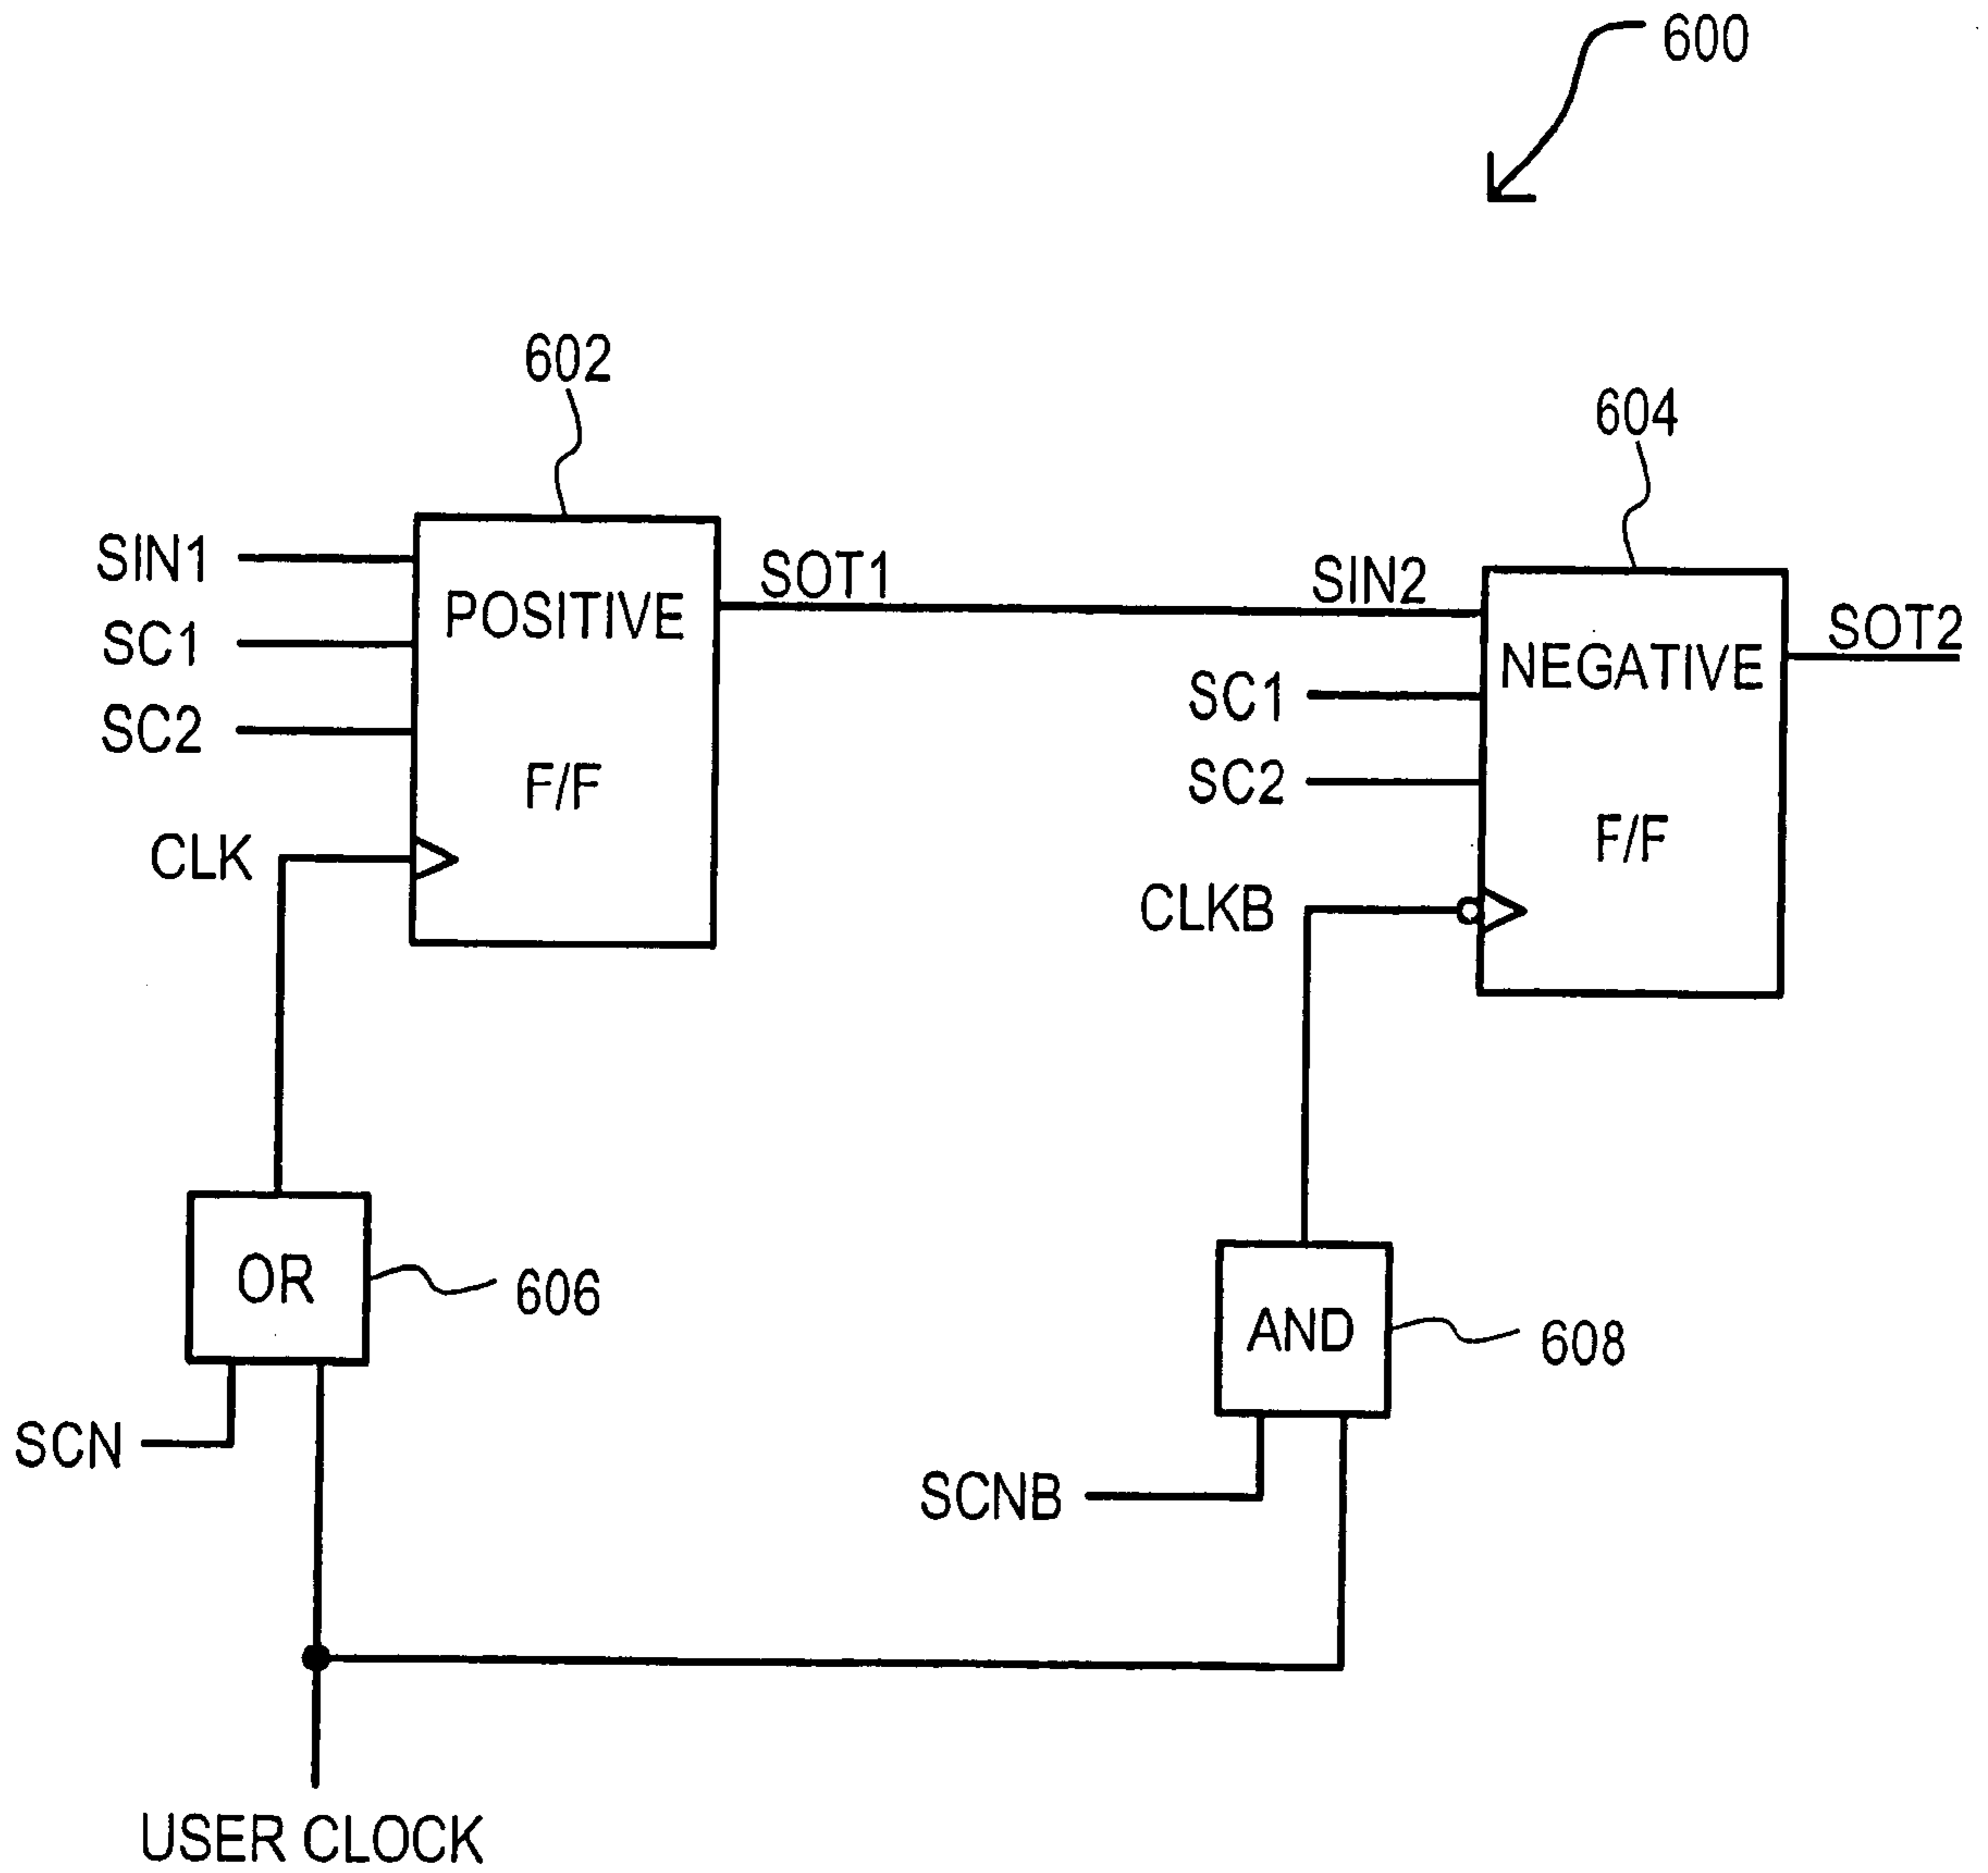 600
602
604
SIN1
POSITIVE
SOT1
SIN2
SC1
NEGATIVE
SOT2
SC2
SC1
F/F
SC2
CLK
F/F
CLKB
OR
606
AND
608
SCN
SCNB
USER CLOCK